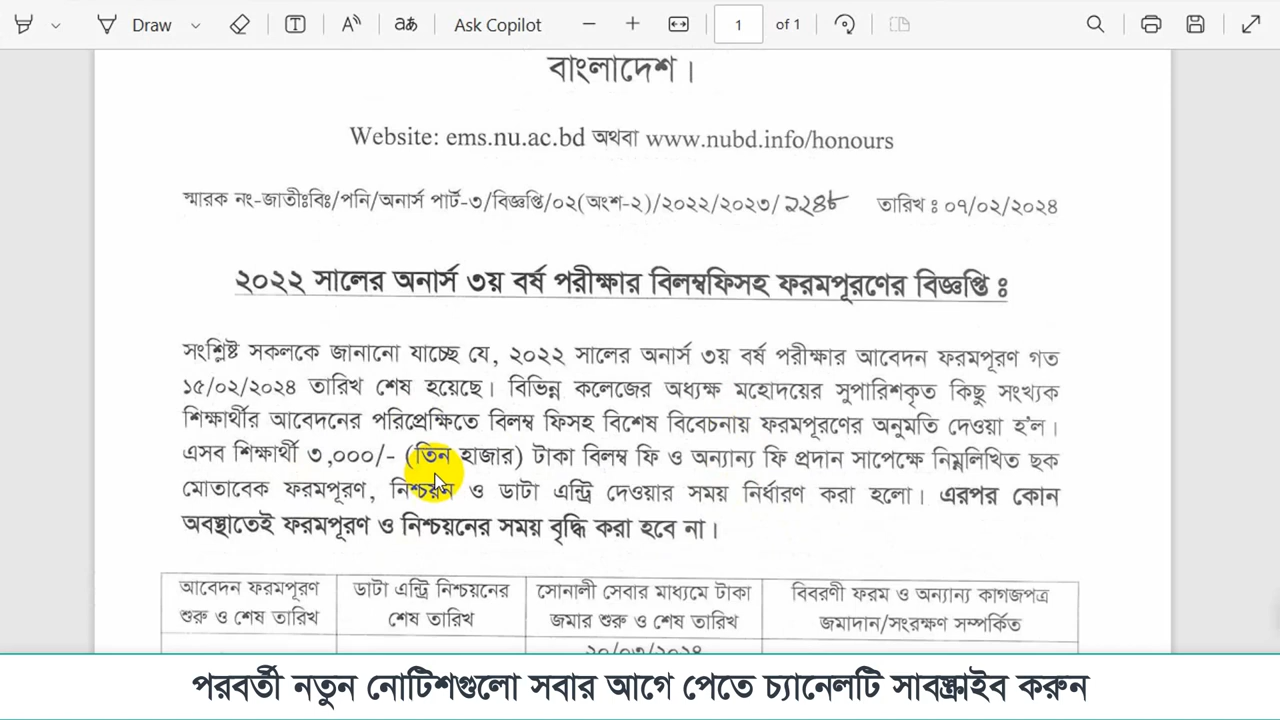 Draw
Ask Copilot
1 of 1
বাংলাদেশ।
Website: ems.nu.ac.bd অথবা www.nubd.info/honours
স্মারক নং-জাতীঃবিঃ/পনি/অনার্স পার্ট-৩/বিজ্ঞপ্তি/০২(অংশ-২)/২০২২/২০২৩/২২৪৮ তারিখ ঃ ০৭/০২/২০২৪
২০২২ সালের অনার্স ৩য় বর্ষ পরীক্ষার বিলম্বফিসহ ফরমপূরণের বিজ্ঞপ্তি ঃ
সংশ্লিষ্ট সকলকে জানানো যাচ্ছে যে, ২০২২ সালের অনার্স ৩য় বর্ষ পরীক্ষার আবেদন ফরমপূরণ গত
১৫/০২/২০২৪ তারিখ শেষ হয়েছে। বিভিন্ন কলেজের অধ্যক্ষ মহোদয়ের সুপারিশকৃত কিছু সংখ্যক
শিক্ষার্থীর আবেদনের পরিপ্রেক্ষিতে বিলম্ব ফিসহ বিশেষ বিবেচনায় ফরমপূরণের অনুমতি দেওয়া হ'ল।
এসব শিক্ষার্থী ৩,০০০/- (তিন হাজার) টাকা বিলম্ব ফি ও অন্যান্য ফি প্রদান সাপেক্ষে নিম্নলিখিত ছক
মোতাবেক ফরমপূরণ, নিশ্চয়ন ও ডাটা এন্ট্রি দেওয়ার সময় নির্ধারণ করা হলো। এরপর কোন
অবস্থাতেই ফরমপূরণ ও নিশ্চয়নের সময় বৃদ্ধি করা হবে না।
আবেদন ফরমপূরণ ডাটা এন্ট্রি নিশ্চয়নের সোনালী সেবার মাধ্যমে টাকা বিবরণী ফরম ও অন্যান্য কাগজপত্র
শুরু ও শেষ তারিখ শেষ তারিখ জমার শুরু ও শেষ তারিখ জমাদান/সংরক্ষণ সম্পর্কিত
পরবর্তী নতুন নোটিশগুলো সবার আগে পেতে চ্যানেলটি সাবস্ক্রাইব করুন